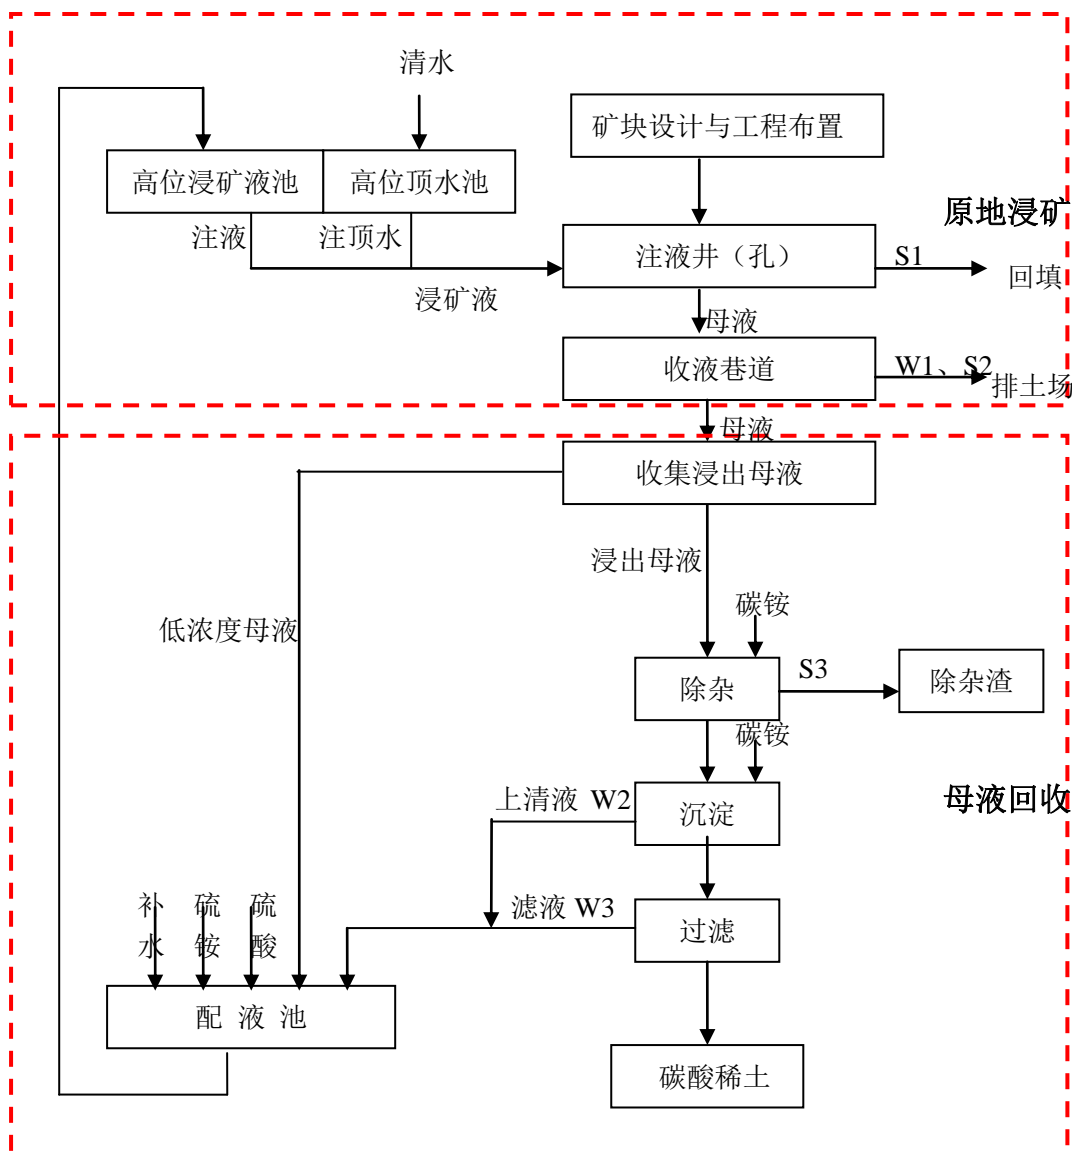 清水
矿块设计与工程布置
高位浸矿液池
高位顶水池
原地浸矿
注液
注顶水
注液井（孔）
S1
回填
浸矿液
母液
收液巷道
W1、S2
排土场
母液
收集浸出母液
浸出母液
碳铵
低浓度母液
除杂
S3
除杂渣
碳铵
上清液 W2
沉淀
母液回收
补水
硫铵
硫酸
滤液 W3
过滤
配 液 池
碳酸稀土